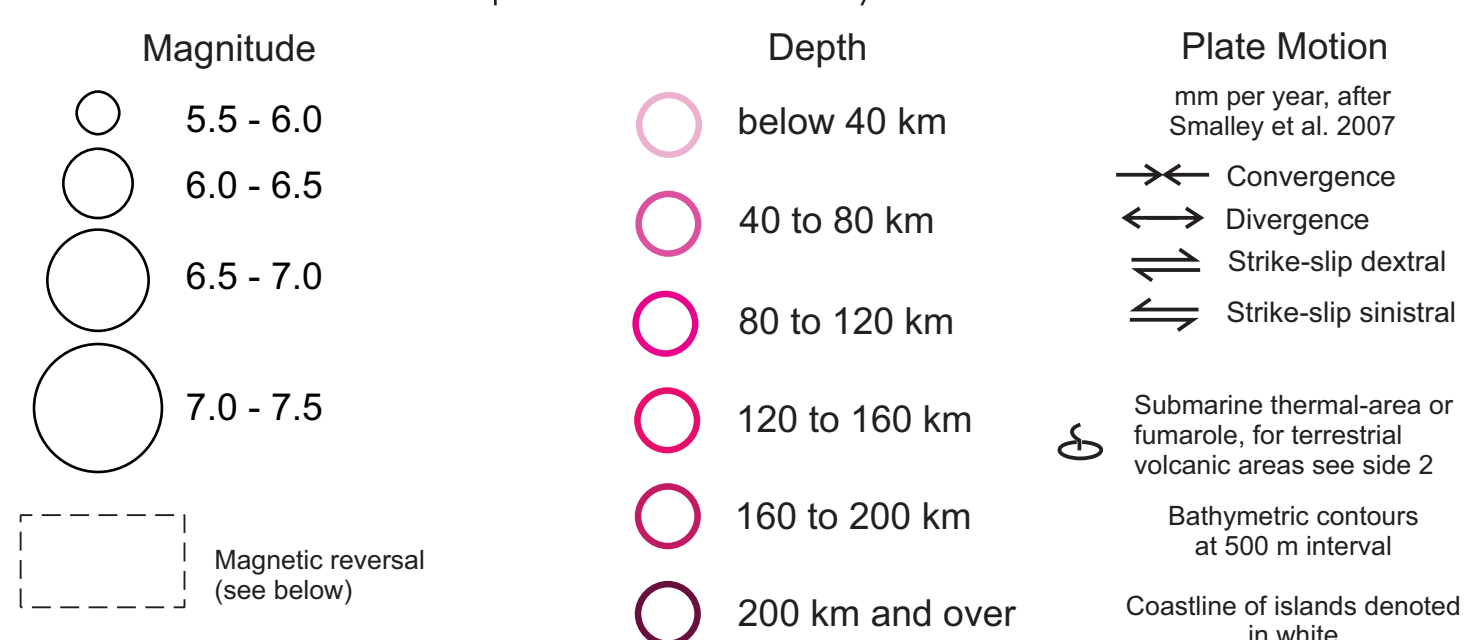 Magnitude
5.5 - 6.0
6.0 - 6.5
6.5 - 7.0
7.0 - 7.5
Magnetic reversal
(see below)
Depth
below 40 km
40 to 80 km
80 to 120 km
120 to 160 km
160 to 200 km
200 km and over
Plate Motion
mm per year, after
Smalley et al. 2007
Convergence
Divergence
Strike-slip dextral
Strike-slip sinistral
Submarine thermal-area or
fumarole, for terrestrial
volcanic areas see side 2
Bathymetric contours
at 500 m interval
Coastline of islands denoted
in white